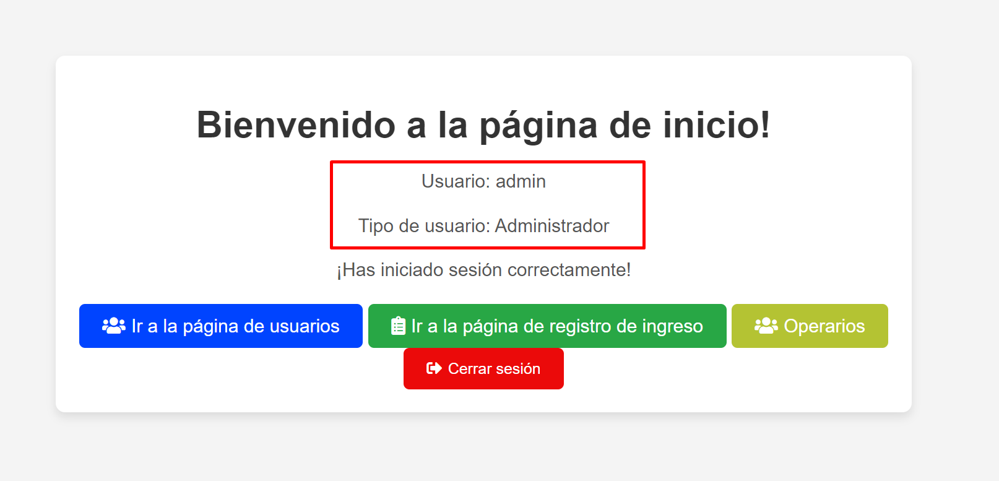 Bienvenido a la página de inicio!
Usuario: admin
Tipo de usuario: Administrador
¡Has iniciado sesión correctamente!
Ir a la página de usuarios
Ir a la página de registro de ingreso
Operarios
Cerrar sesión